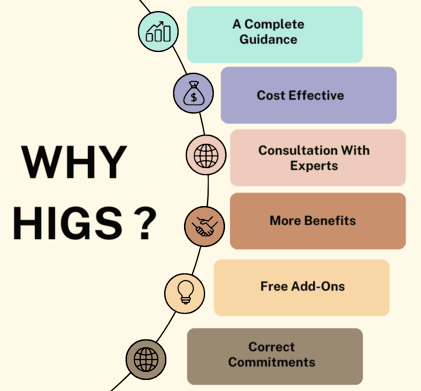 WHY
HIGS ?
A Complete
Guidance
Cost Effective
Consultation With
Experts
More Benefits
Free Add-Ons
Correct
Commitments